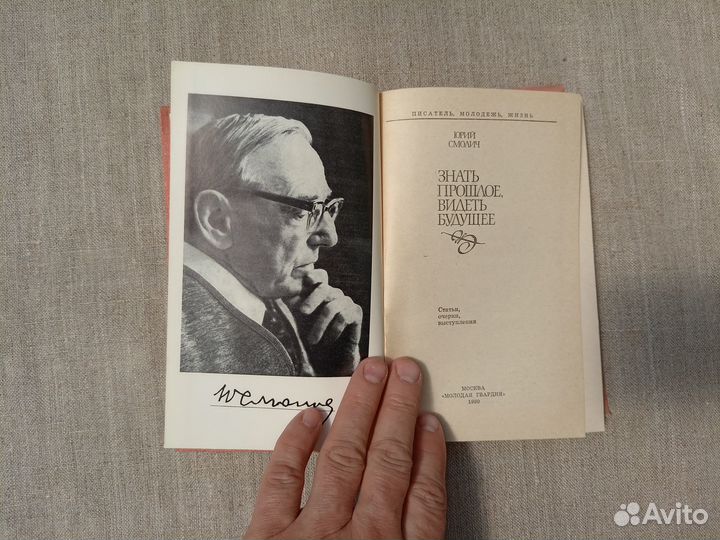 ПИСАТЕЛЬ, МОЛОДЕЖЬ, ЖИЗНЬ
ЮРИЙ
СМОЛИЧ
ЗНАТЬ
ПРОШЛОЕ,
ВИДЕТЬ
БУДУЩЕЕ
Статьи,
очерки,
выступления
МОСКВА
«МОЛОДАЯ ГВАРДИЯ»
Avito